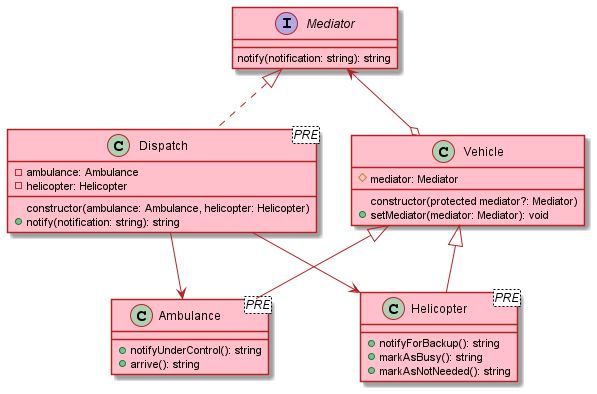 I Mediator
notify(notification: string): string
PRE
C Dispatch
ambulance: Ambulance
helicopter: Helicopter
constructor(ambulance: Ambulance, helicopter: Helicopter)
notify(notification: string): string
C Vehicle
mediator: Mediator
constructor(protected mediator?: Mediator)
setMediator(mediator: Mediator): void
PRE
C Ambulance
notifyUnderControl(): string
arrive(): string
PRE
C Helicopter
notifyForBackup(): string
markAsBusy(): string
markAsNotNeeded(): string